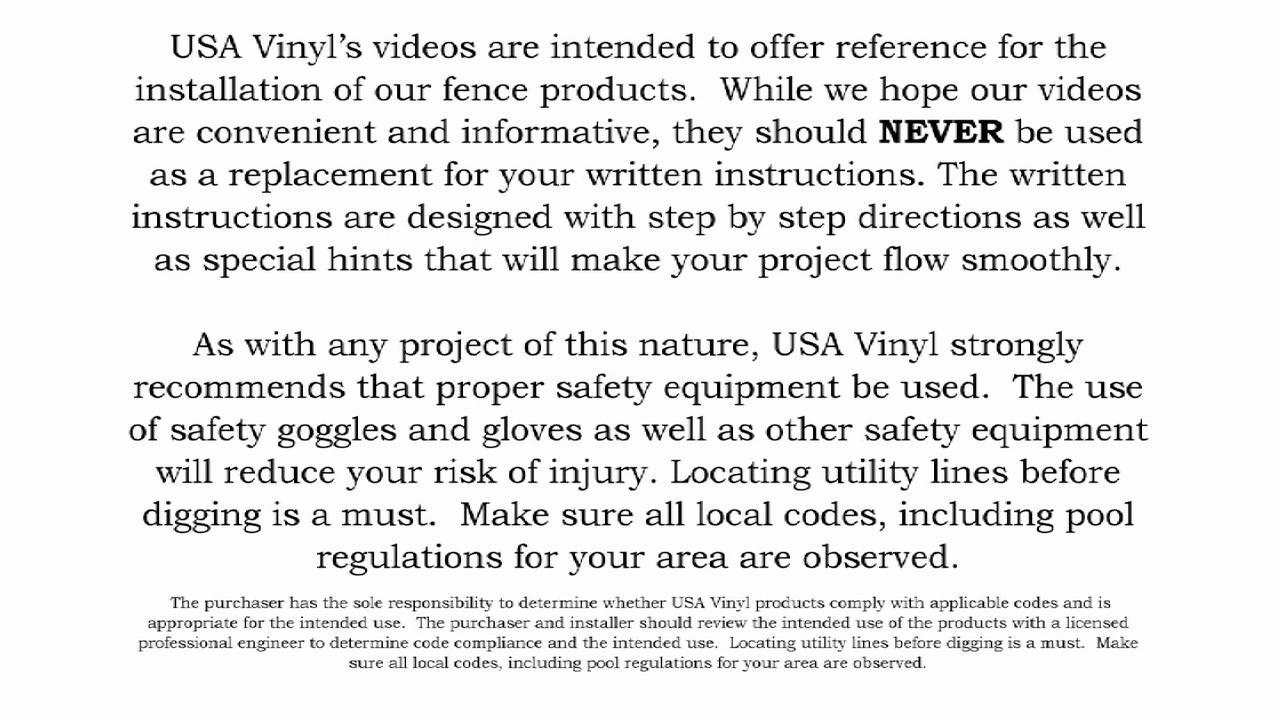 USA Vinyl’s videos are intended to offer reference for the
installation of our fence products.  While we hope our videos
are convenient and informative, they should NEVER be used
as a replacement for your written instructions. The written
instructions are designed with step by step directions as well
as special hints that will make your project flow smoothly.
As with any project of this nature, USA Vinyl strongly
recommends that proper safety equipment be used.  The use
of safety goggles and gloves as well as other safety equipment
will reduce your risk of injury. Locating utility lines before
digging is a must.  Make sure all local codes, including pool
regulations for your area are observed.
The purchaser has the sole responsibility to determine whether USA Vinyl products comply with applicable codes and is
appropriate for the intended use.  The purchaser and installer should review the intended use of the products with a licensed
professional engineer to determine code compliance and the intended use.  Locating utility lines before digging is a must.  Make
sure all local codes, including pool regulations for your area are observed.